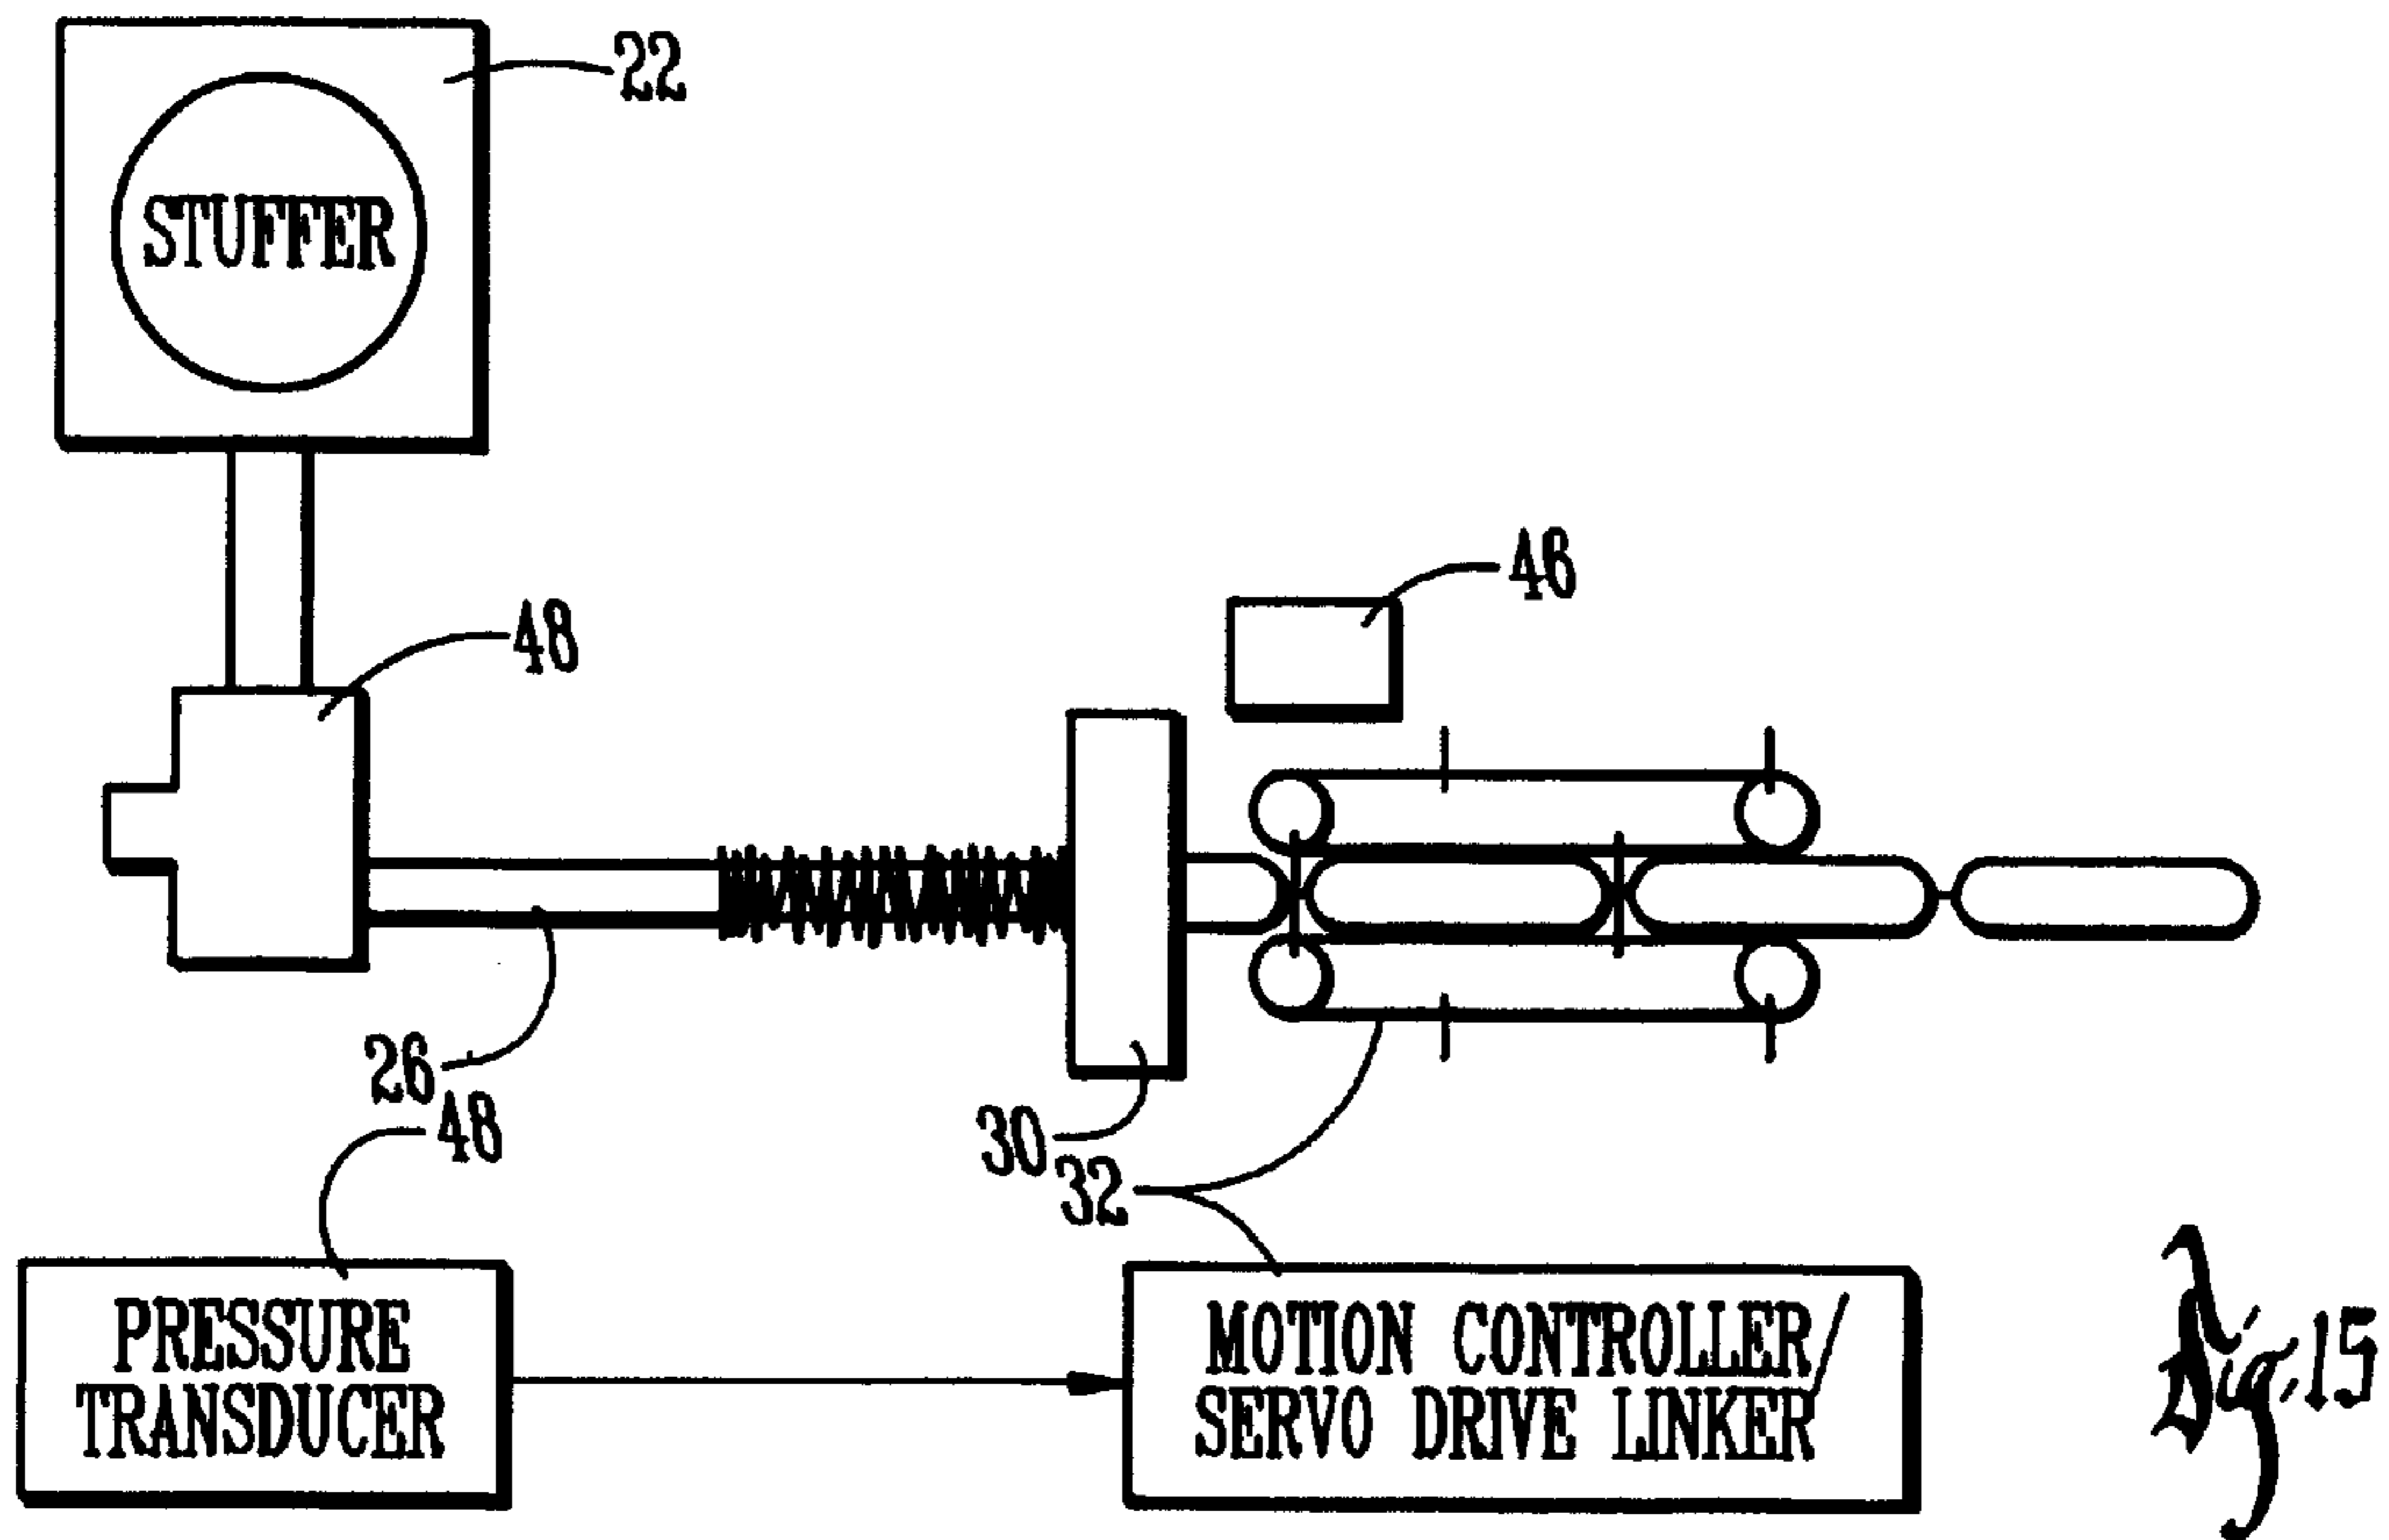 22
STUFFER
46
48
26
48
30
32
PRESSURE
TRANSDUCER
MOTION CONTROLLER/
SERVO DRIVE LINKER/
Fig. 15